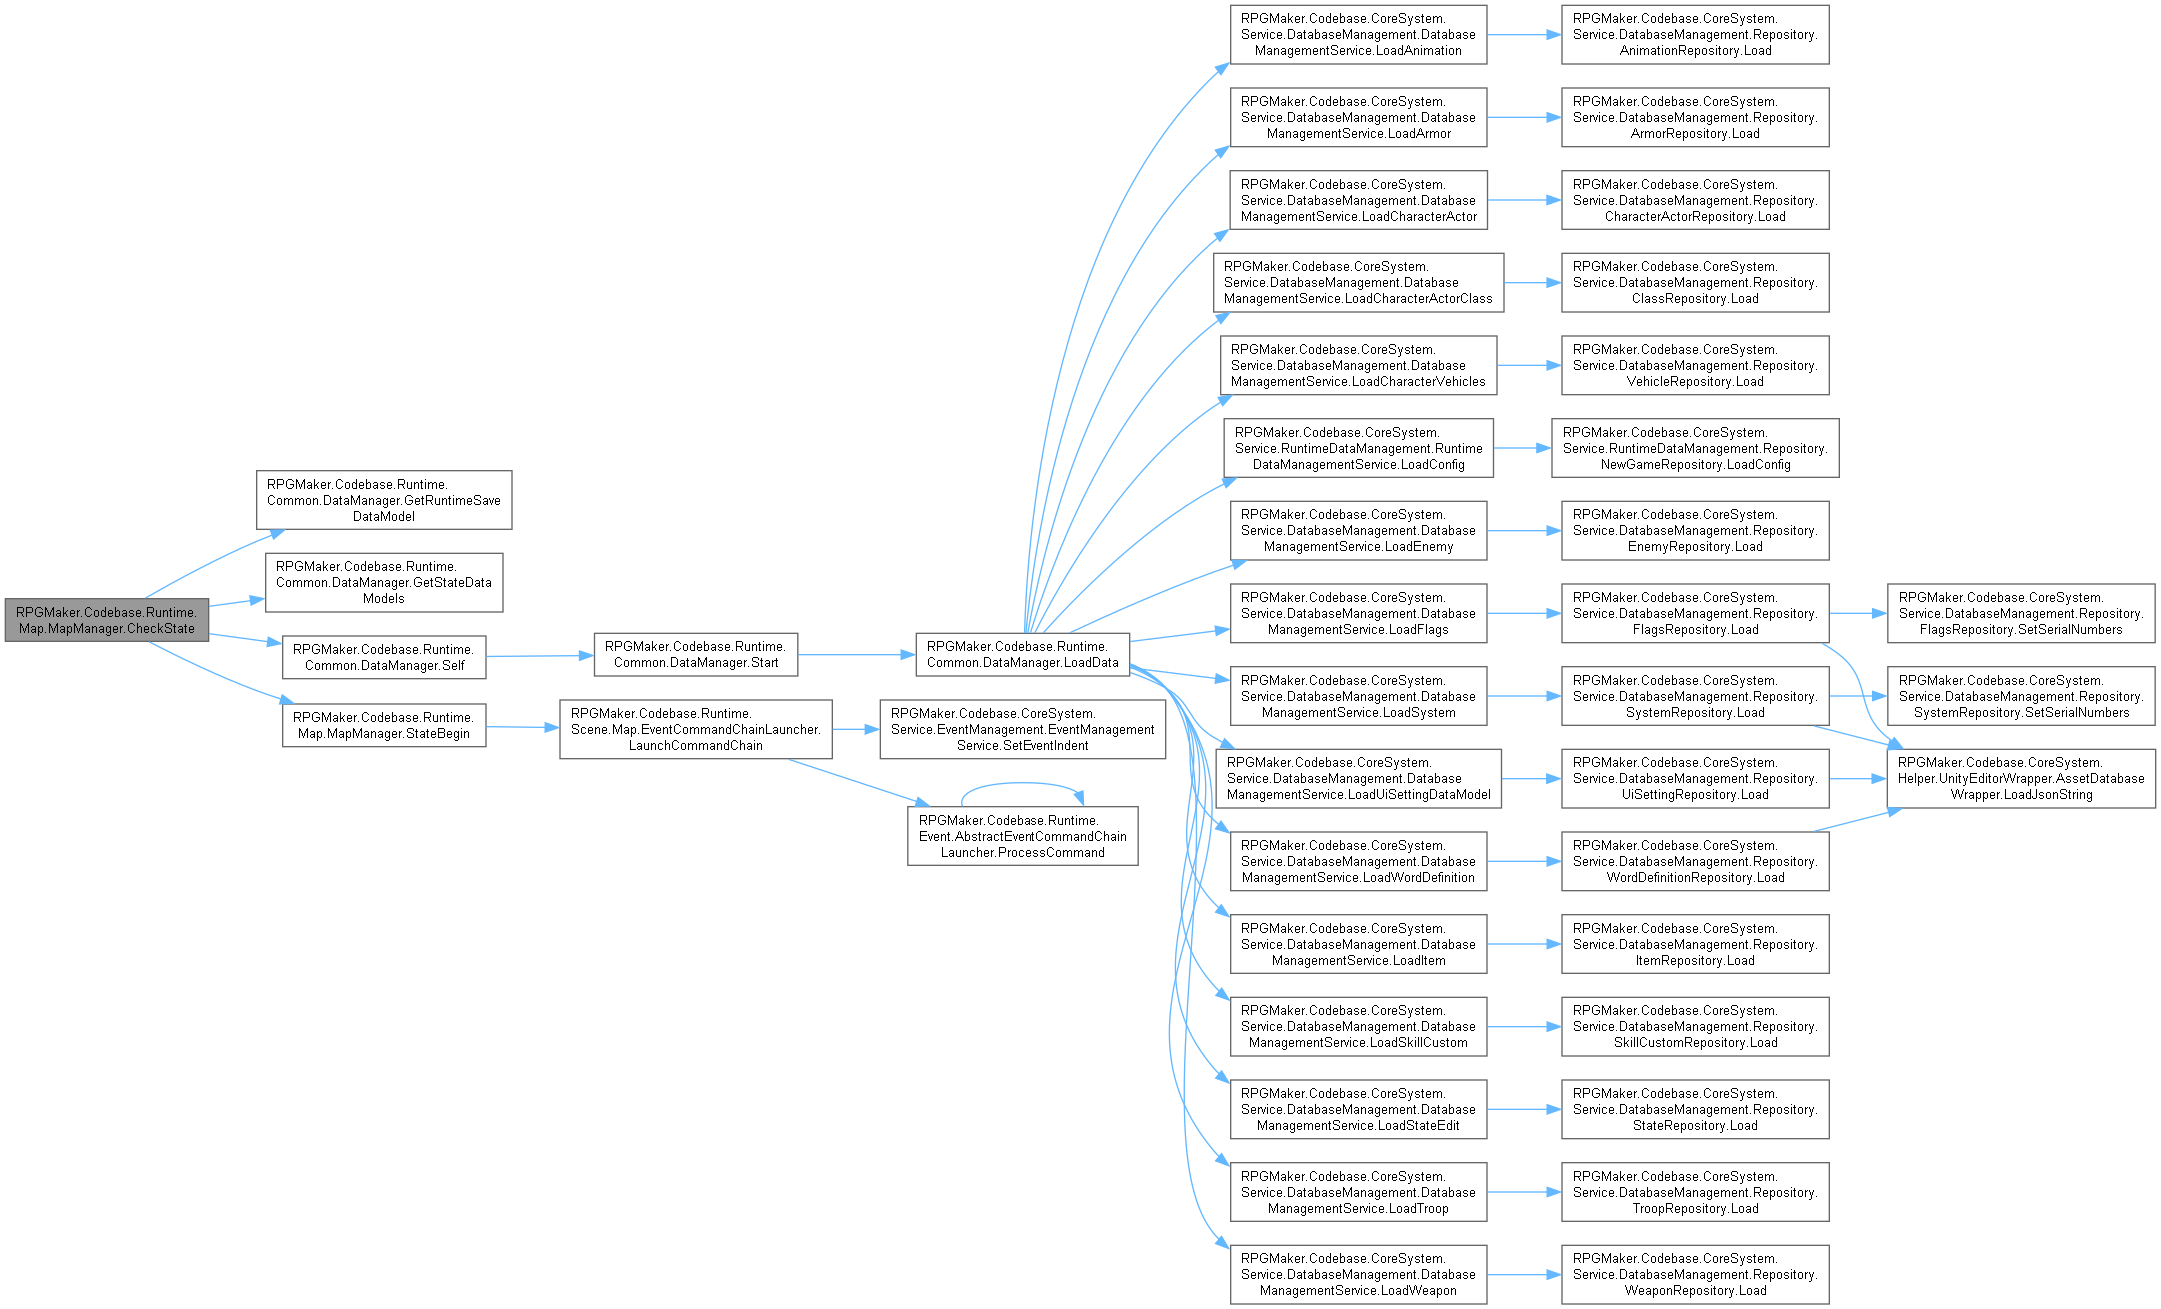 RPGMaker.Codebase.Runtime.
Map.MapManager.CheckState
RPGMaker.Codebase.Runtime.
Common.DataManager.GetRuntimeSave
DataModel
RPGMaker.Codebase.Runtime.
Common.DataManager.GetStateData
Models
RPGMaker.Codebase.Runtime.
Common.DataManager.Self
RPGMaker.Codebase.Runtime.
Map.MapManager.StateBegin
RPGMaker.Codebase.Runtime.
Common.DataManager.Start
RPGMaker.Codebase.Runtime.
Scene.Map.EventCommandChainLauncher.
LaunchCommandChain
RPGMaker.Codebase.Runtime.
Common.DataManager.LoadData
RPGMaker.Codebase.CoreSystem.
Service.EventManagement.EventManagement
Service.SetEventIndent
RPGMaker.Codebase.Runtime.
Event.AbstractEventCommandChain
Launcher.ProcessCommand
RPGMaker.Codebase.CoreSystem.
Service.DatabaseManagement.Database
ManagementService.LoadAnimation
RPGMaker.Codebase.CoreSystem.
Service.DatabaseManagement.Repository.
AnimationRepository.Load
RPGMaker.Codebase.CoreSystem.
Service.DatabaseManagement.Database
ManagementService.LoadArmor
RPGMaker.Codebase.CoreSystem.
Service.DatabaseManagement.Repository.
ArmorRepository.Load
RPGMaker.Codebase.CoreSystem.
Service.DatabaseManagement.Database
ManagementService.LoadCharacterActor
RPGMaker.Codebase.CoreSystem.
Service.DatabaseManagement.Repository.
CharacterActorRepository.Load
RPGMaker.Codebase.CoreSystem.
Service.DatabaseManagement.Database
ManagementService.LoadCharacterActorClass
RPGMaker.Codebase.CoreSystem.
Service.DatabaseManagement.Repository.
ClassRepository.Load
RPGMaker.Codebase.CoreSystem.
Service.DatabaseManagement.Database
ManagementService.LoadCharacterVehicles
RPGMaker.Codebase.CoreSystem.
Service.DatabaseManagement.Repository.
VehicleRepository.Load
RPGMaker.Codebase.CoreSystem.
Service.RuntimeDataManagement.Runtime
DataManagementService.LoadConfig
RPGMaker.Codebase.CoreSystem.
Service.RuntimeDataManagement.Repository.
NewGameRepository.LoadConfig
RPGMaker.Codebase.CoreSystem.
Service.DatabaseManagement.Database
ManagementService.LoadEnemy
RPGMaker.Codebase.CoreSystem.
Service.DatabaseManagement.Repository.
EnemyRepository.Load
RPGMaker.Codebase.CoreSystem.
Service.DatabaseManagement.Database
ManagementService.LoadFlags
RPGMaker.Codebase.CoreSystem.
Service.DatabaseManagement.Repository.
FlagsRepository.Load
RPGMaker.Codebase.CoreSystem.
Service.DatabaseManagement.Repository.
FlagsRepository.SetSerialNumbers
RPGMaker.Codebase.CoreSystem.
Service.DatabaseManagement.Database
ManagementService.LoadSystem
RPGMaker.Codebase.CoreSystem.
Service.DatabaseManagement.Repository.
SystemRepository.Load
RPGMaker.Codebase.CoreSystem.
Service.DatabaseManagement.Repository.
SystemRepository.SetSerialNumbers
RPGMaker.Codebase.CoreSystem.
Service.DatabaseManagement.Database
ManagementService.LoadUiSettingDataModel
RPGMaker.Codebase.CoreSystem.
Service.DatabaseManagement.Repository.
UiSettingRepository.Load
RPGMaker.Codebase.CoreSystem.
Helper.UnityEditorWrapper.AssetDatabase
Wrapper.LoadJsonString
RPGMaker.Codebase.CoreSystem.
Service.DatabaseManagement.Database
ManagementService.LoadWordDefinition
RPGMaker.Codebase.CoreSystem.
Service.DatabaseManagement.Repository.
WordDefinitionRepository.Load
RPGMaker.Codebase.CoreSystem.
Service.DatabaseManagement.Database
ManagementService.LoadItem
RPGMaker.Codebase.CoreSystem.
Service.DatabaseManagement.Repository.
ItemRepository.Load
RPGMaker.Codebase.CoreSystem.
Service.DatabaseManagement.Database
ManagementService.LoadSkillCustom
RPGMaker.Codebase.CoreSystem.
Service.DatabaseManagement.Repository.
SkillCustomRepository.Load
RPGMaker.Codebase.CoreSystem.
Service.DatabaseManagement.Database
ManagementService.LoadStateEdit
RPGMaker.Codebase.CoreSystem.
Service.DatabaseManagement.Repository.
StateRepository.Load
RPGMaker.Codebase.CoreSystem.
Service.DatabaseManagement.Database
ManagementService.LoadTroop
RPGMaker.Codebase.CoreSystem.
Service.DatabaseManagement.Repository.
TroopRepository.Load
RPGMaker.Codebase.CoreSystem.
Service.DatabaseManagement.Database
ManagementService.LoadWeapon
RPGMaker.Codebase.CoreSystem.
Service.DatabaseManagement.Repository.
WeaponRepository.Load